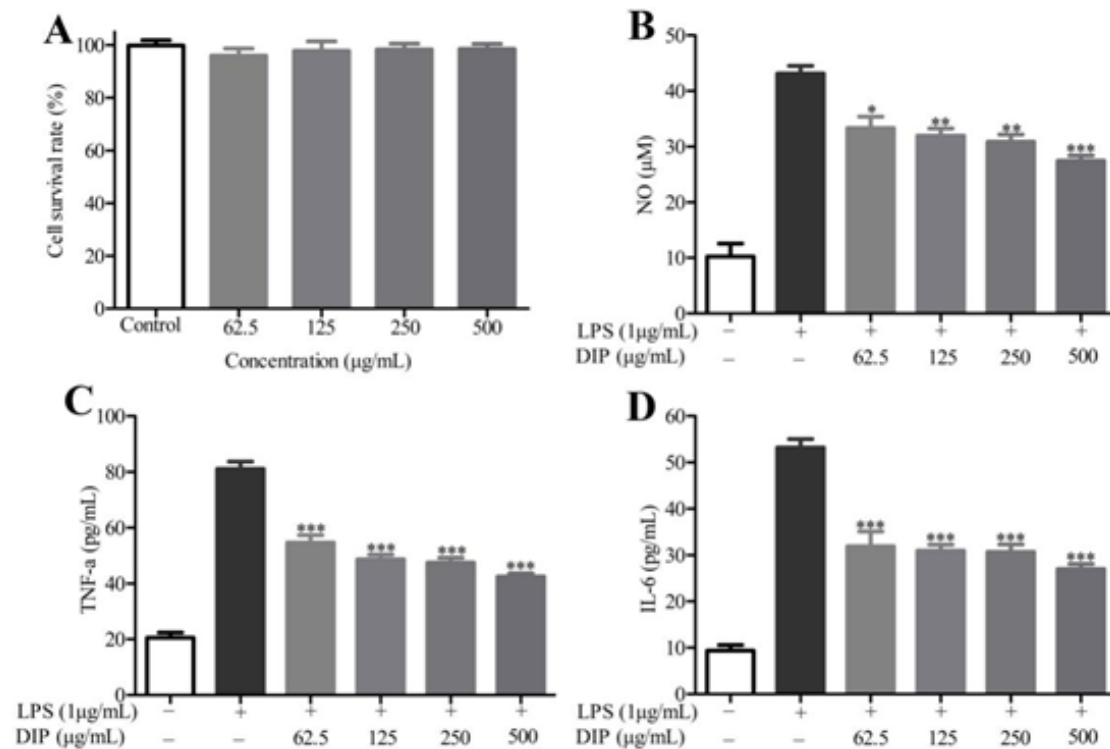 A
Cell survival rate (%)
100
80
60
40
20
0
Control 62.5 125 250 500
Concentration (μg/mL)
B
NO (μM)
50
40
30
20
10
0
* ** ** ***
LPS (1μg/mL) – + + + + +
DIP (μg/mL) – – 62.5 125 250 500
C
TNF-a (pg/mL)
100
80
60
40
20
0
*** *** *** ***
LPS (1μg/mL) – + + + + +
DIP (μg/mL) – – 62.5 125 250 500
D
IL-6 (pg/mL)
60
50
40
30
20
10
0
*** *** *** ***
LPS (1μg/mL) – + + + + +
DIP (μg/mL) – – 62.5 125 250 500